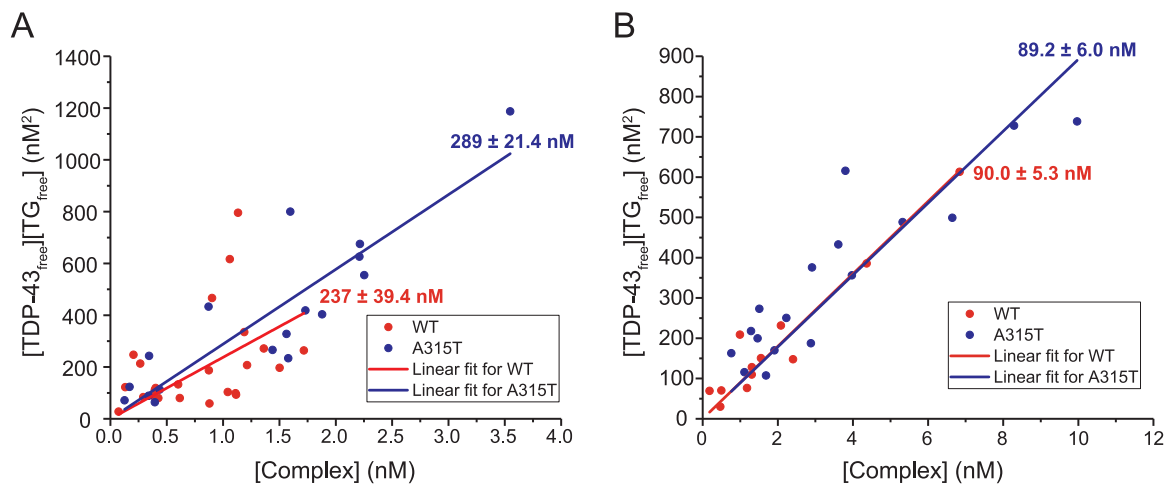 A
[TDP-43free][TGfree] (nM²)
1400
1200
1000
800
600
400
200
0
0.0 0.5 1.0 1.5 2.0 2.5 3.0 3.5 4.0
[Complex] (nM)
289 ± 21.4 nM
237 ± 39.4 nM
WT
A315T
Linear fit for WT
Linear fit for A315T
B
[TDP-43free][TGfree] (nM²)
900
800
700
600
500
400
300
200
100
0
0 2 4 6 8 10 12
[Complex] (nM)
89.2 ± 6.0 nM
90.0 ± 5.3 nM
WT
A315T
Linear fit for WT
Linear fit for A315T